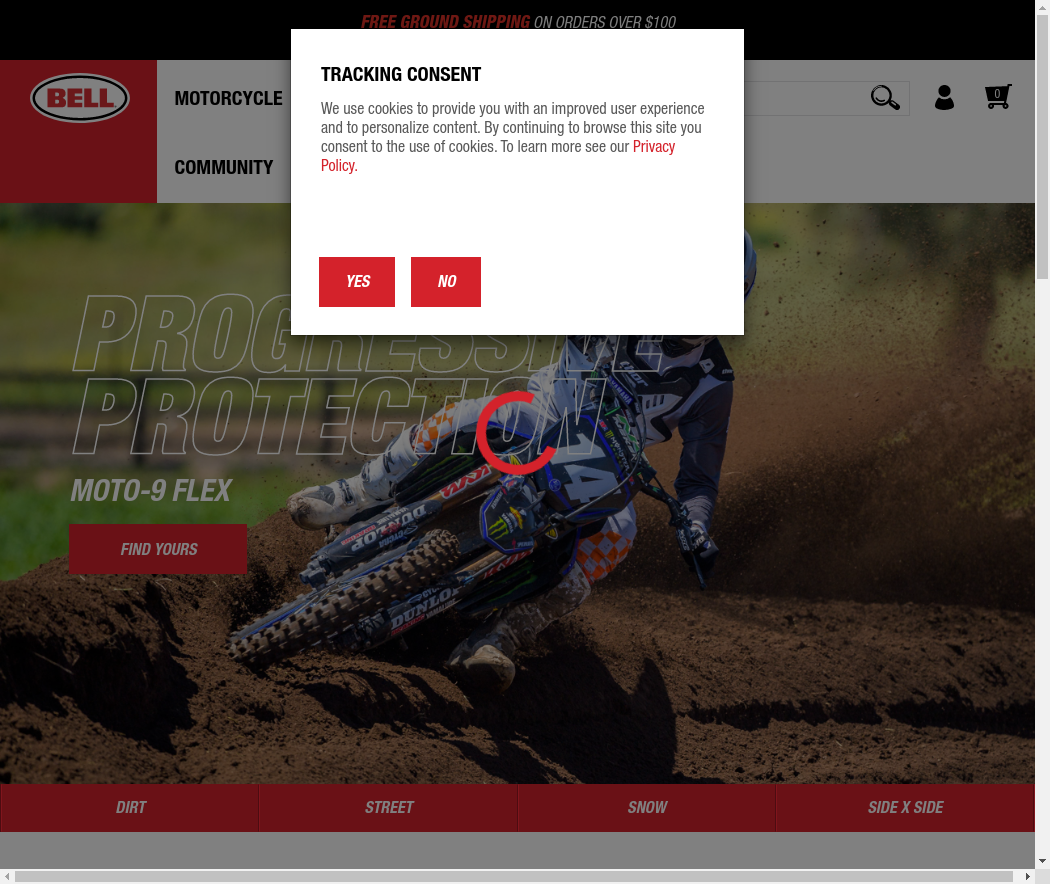 FREE GROUND SHIPPING ON ORDERS OVER $100
TRACKING CONSENT
We use cookies to provide you with an improved user experience
and to personalize content. By continuing to browse this site you
consent to the use of cookies. To learn more see our Privacy
Policy.
YES
NO
BELL
MOTORCYCLE
0
COMMUNITY
PROGRESSIVE
PROTECTION
MOTO-9 FLEX
FIND YOURS
14
DUNLOP
DUNLOP
DIRT
STREET
SNOW
SIDE X SIDE